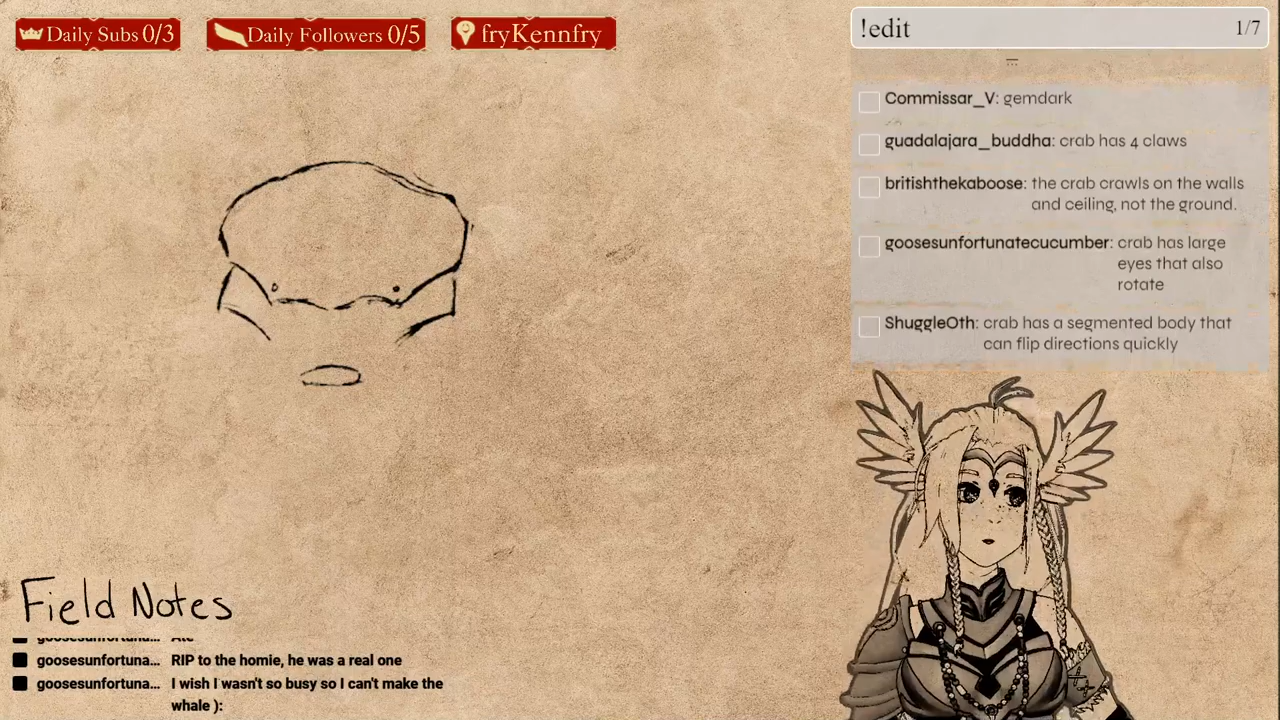 Daily Subs 0/3
Daily Followers 0/5
fryKennfry
!edit 1/7
Commissar_V: gemdark
guadalajara_buddha: crab has 4 claws
britishthekaboose: the crab crawls on the walls
and ceiling, not the ground.
goosesunfortunatecucumber: crab has large
eyes that also
rotate
ShuggleOth: crab has a segmented body that
can flip directions quickly
Field Notes
goosesunfortuna...
goosesunfortuna... RIP to the homie, he was a real one
goosesunfortuna... I wish I wasn't so busy so I can't make the
whale ):